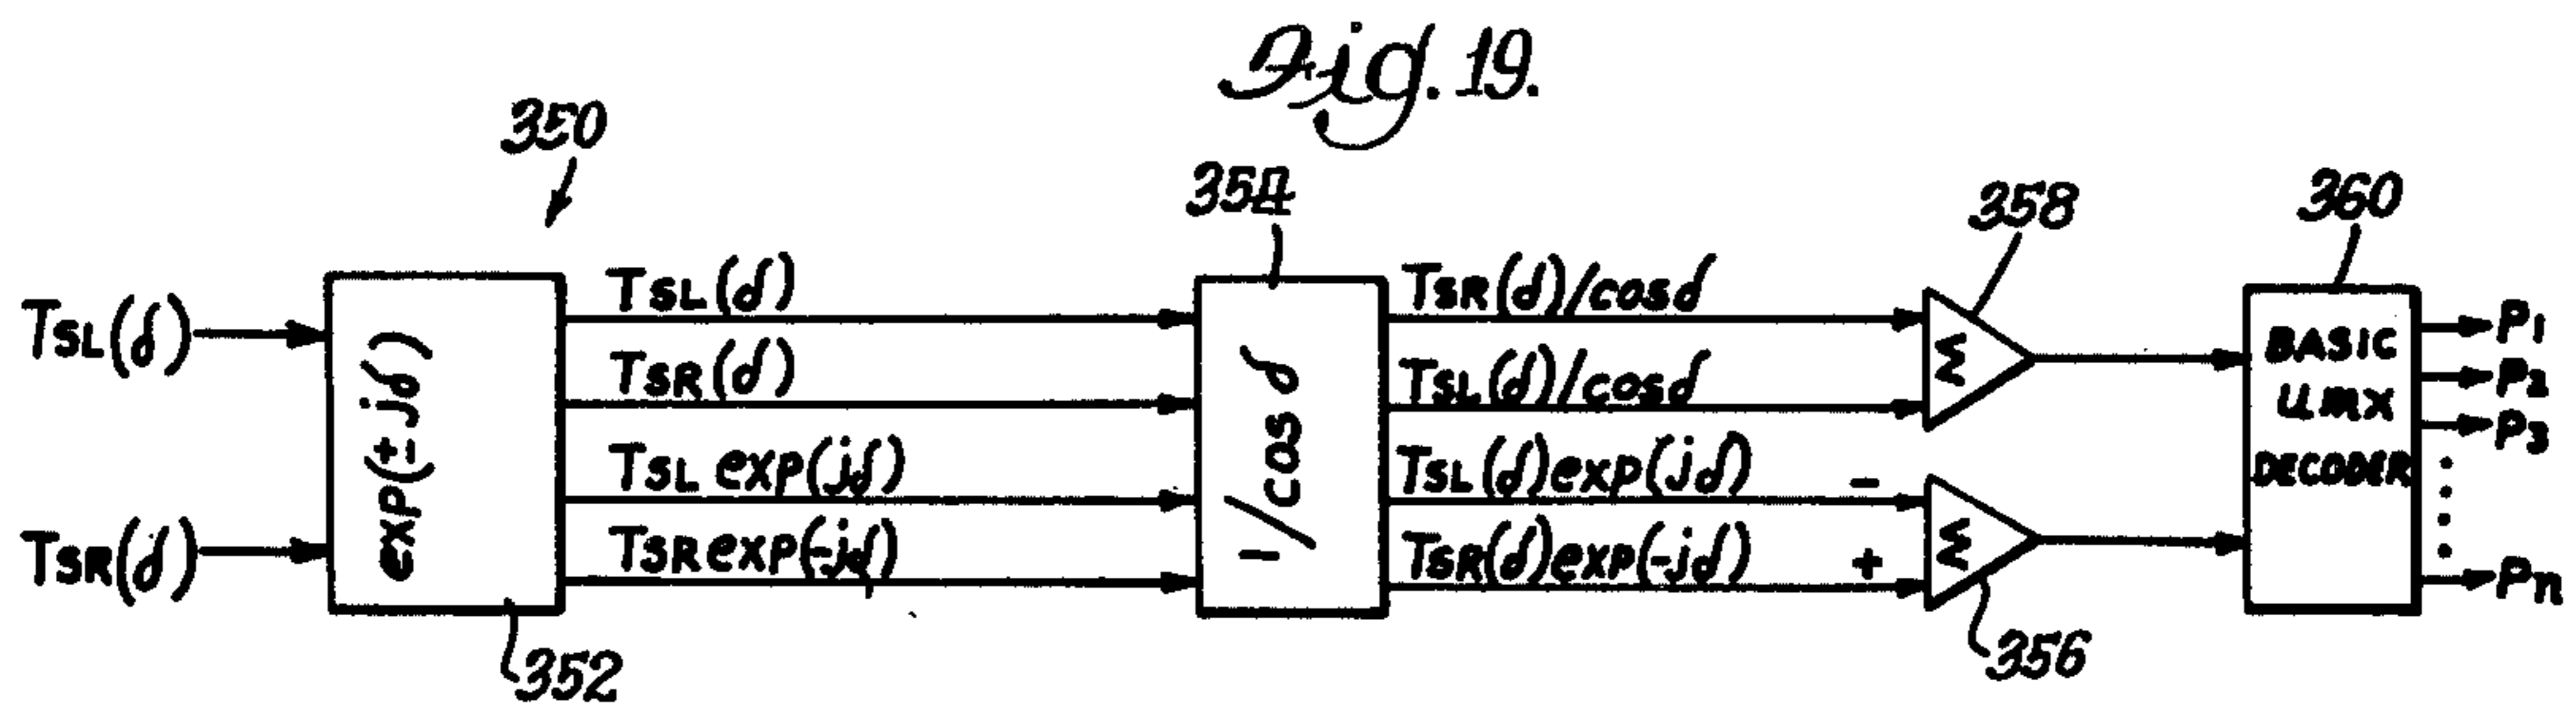 Fig. 19.
350
354
358
360
TSL(δ)
TSR(δ)
exp(± jδ)
352
TSL(δ)
TSR(δ)
TSL exp(jδ)
TSR exp(-jδ)
1/cos δ
TSR(δ)/cosδ
TSL(δ)/cosδ
TSL(δ)exp(jδ)
TSR(δ)exp(-jδ)
-
+
Σ
Σ
356
BASIC
UMX
DECODER
P1
P2
P3
Pn